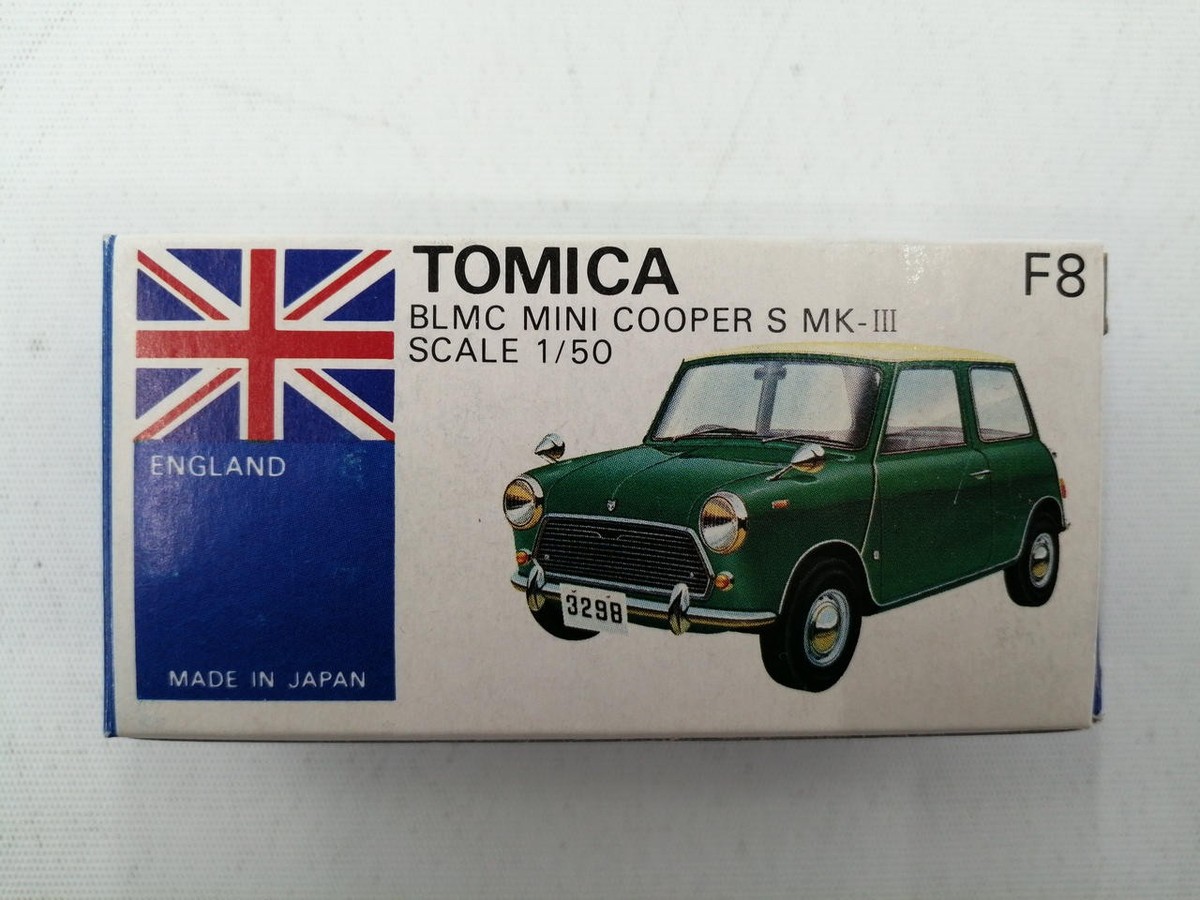 TOMICA
F8
BLMC MINI COOPER S MK-III
SCALE 1/50
ENGLAND
3298
MADE IN JAPAN